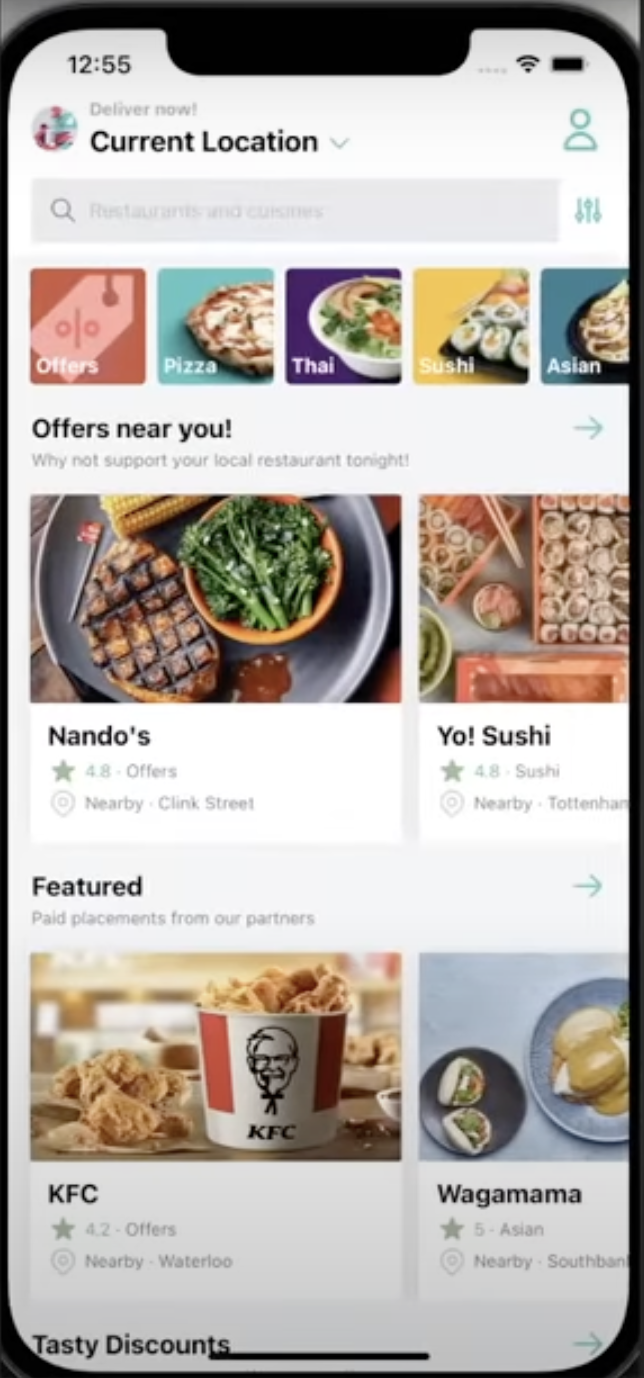 12:55
Deliver now!
Current Location
Restaurants and cuisines
Offers
Pizza
Thai
Sushi
Asian
Offers near you!
Why not support your local restaurant tonight!
Nando's
4.8 · Offers
Nearby · Clink Street
Yo! Sushi
4.8 · Sushi
Nearby · Tottenham
Featured
Paid placements from our partners
KFC
KFC
4.2 · Offers
Nearby · Waterloo
Wagamama
5 · Asian
Nearby · Southbank
Tasty Discounts